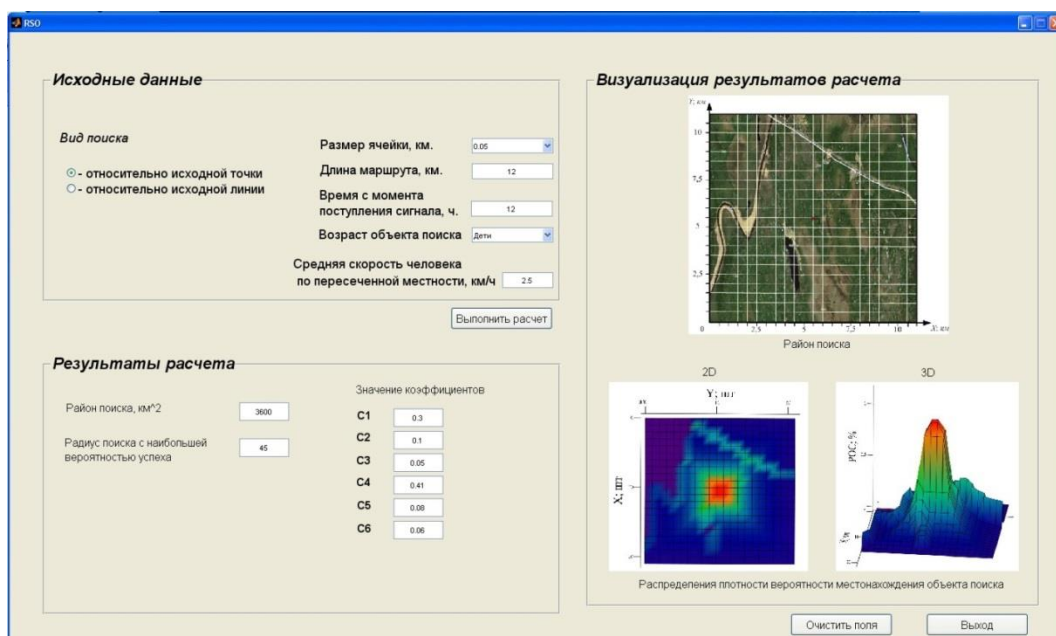 RSO
Исходные данные
Вид поиска
- относительно исходной точки
- относительно исходной линии
Размер ячейки, км.
0.05
Длина маршрута, км.
12
Время с момента
поступления сигнала, ч.
12
Возраст объекта поиска
Дети
Средняя скорость человека
по пересеченной местности, км/ч
2.5
Выполнить расчет
Результаты расчета
Район поиска, км^2
3600
Радиус поиска с наибольшей
вероятностью успеха
45
Значение коэффициентов
C1
0.3
C2
0.1
C3
0.05
C4
0.41
C5
0.08
C6
0.06
Визуализация результатов расчета
Y; км
10
7,5
5
2,5
0
2,5
5
7,5
10
X; км
Район поиска
2D
Y; шт
X; шт
3D
POC; %
Распределения плотности вероятности местонахождения объекта поиска
Очистить поля
Выход